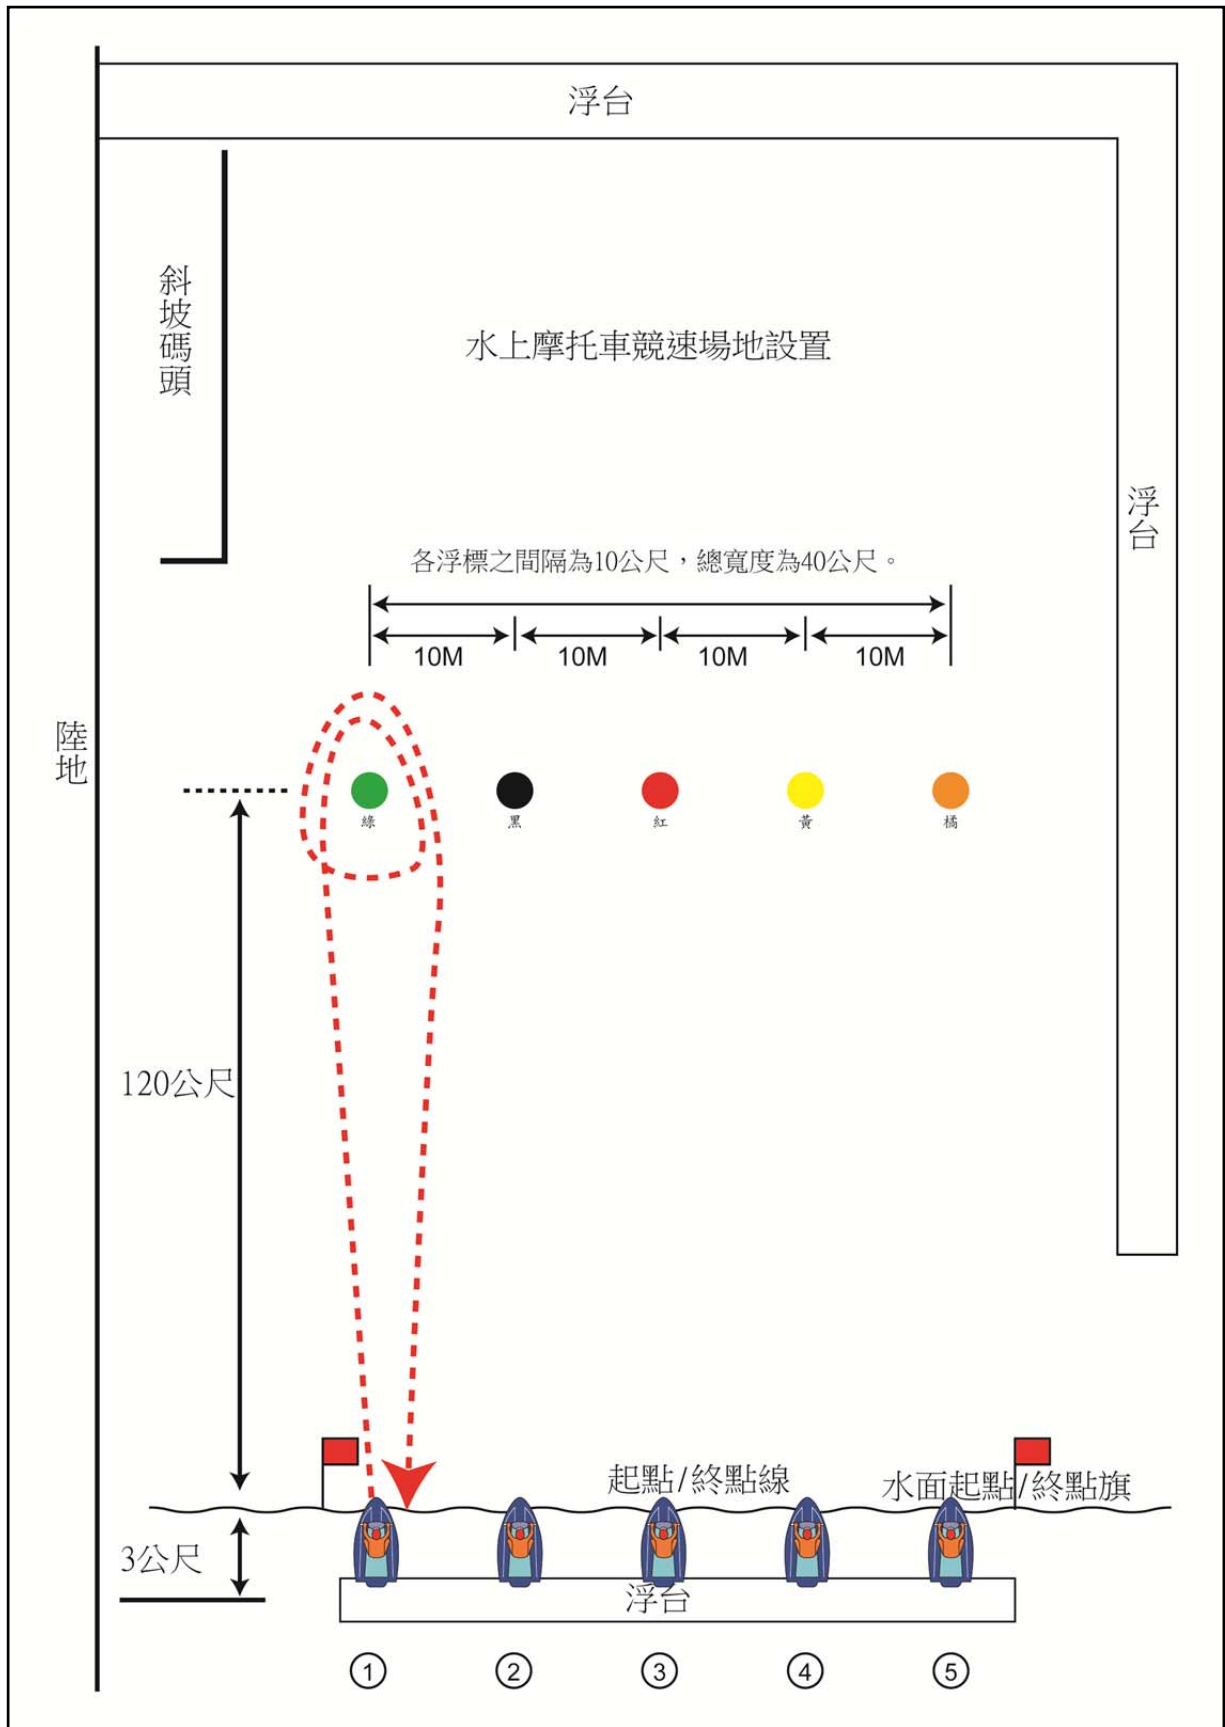 浮台
斜坡碼頭
水上摩托車競速場地設置
浮台
各浮標之間隔為10公尺，總寬度為40公尺。
10M 10M 10M 10M
陸地
綠 黑 紅 黃 橘
120公尺
起點/終點線
水面起點/終點旗
3公尺
浮台
① ② ③ ④ ⑤